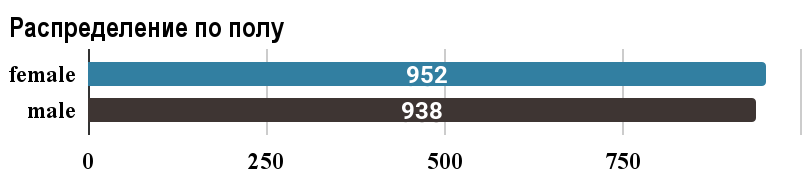 Распределение по полу
female 952
male 938
0 250 500 750